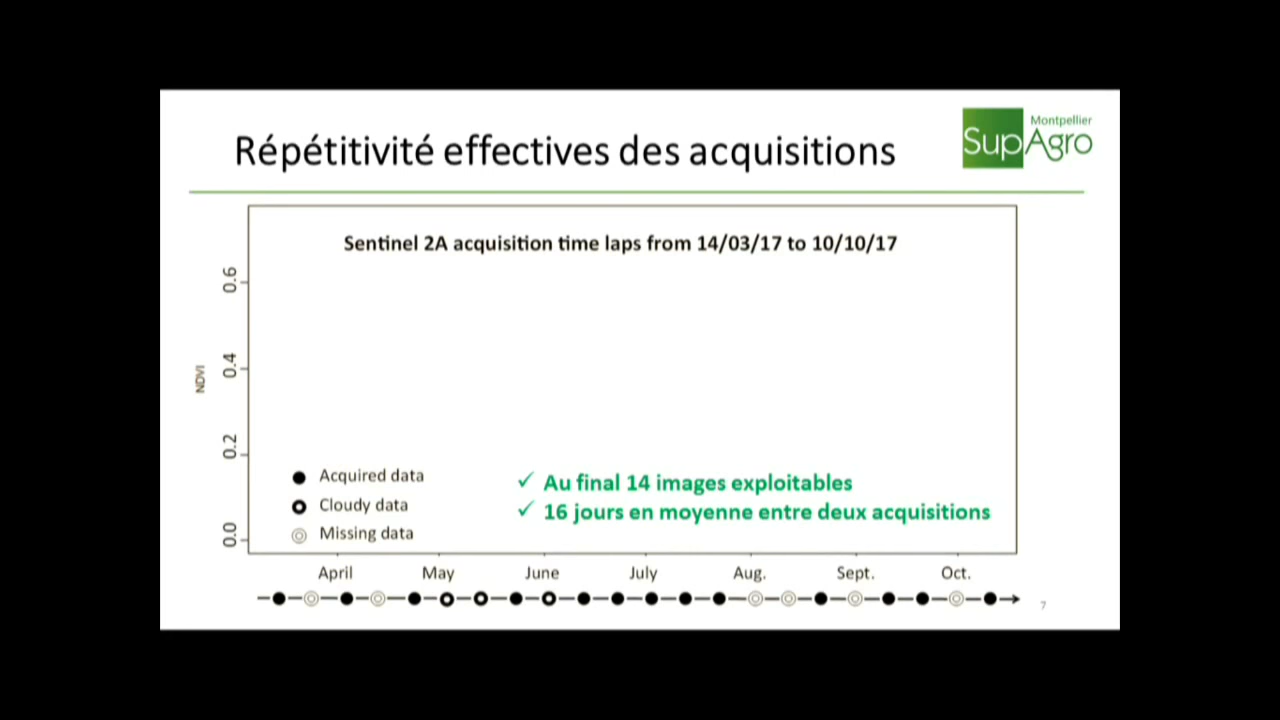 Répétitivité effectives des acquisitions
Montpellier
SupAgro
Sentinel 2A acquisition time laps from 14/03/17 to 10/10/17
0.6
0.4
0.2
0.0
NDVI
Acquired data
Cloudy data
Missing data
✓ Au final 14 images exploitables
✓ 16 jours en moyenne entre deux acquisitions
April May June July Aug. Sept. Oct.
7